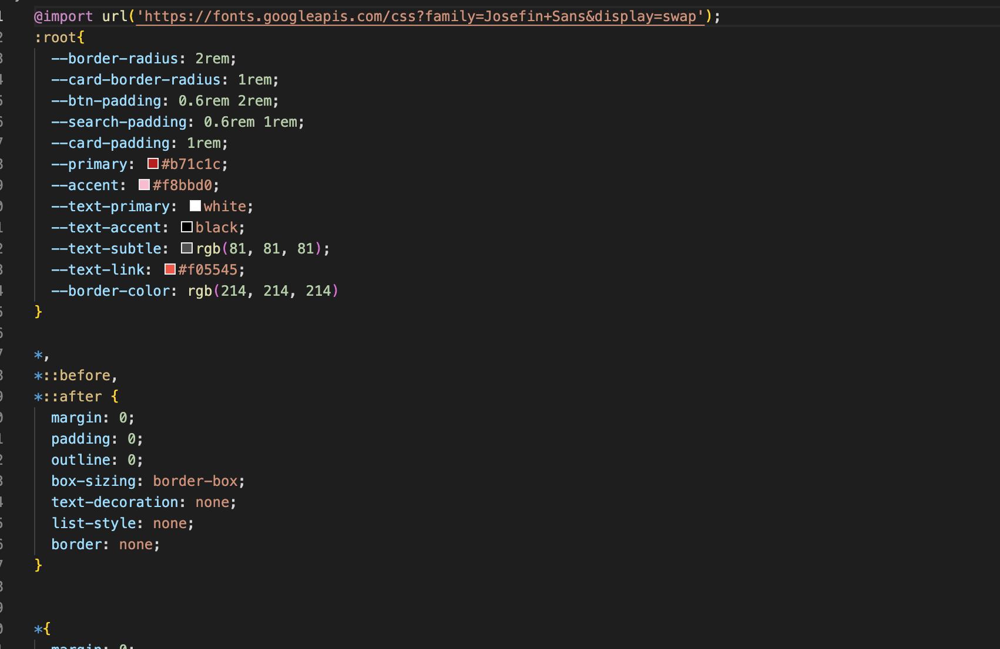 @import url('https://fonts.googleapis.com/css?family=Josefin+Sans&display=swap');
:root{
--border-radius: 2rem;
--card-border-radius: 1rem;
--btn-padding: 0.6rem 2rem;
--search-padding: 0.6rem 1rem;
--card-padding: 1rem;
--primary: #b71c1c;
--accent: #f8bbd0;
--text-primary: white;
--text-accent: black;
--text-subtle: rgb(81, 81, 81);
--text-link: #f05545;
--border-color: rgb(214, 214, 214)
}
*,
*::before,
*::after {
margin: 0;
padding: 0;
outline: 0;
box-sizing: border-box;
text-decoration: none;
list-style: none;
border: none;
}
*{
margin: 0;